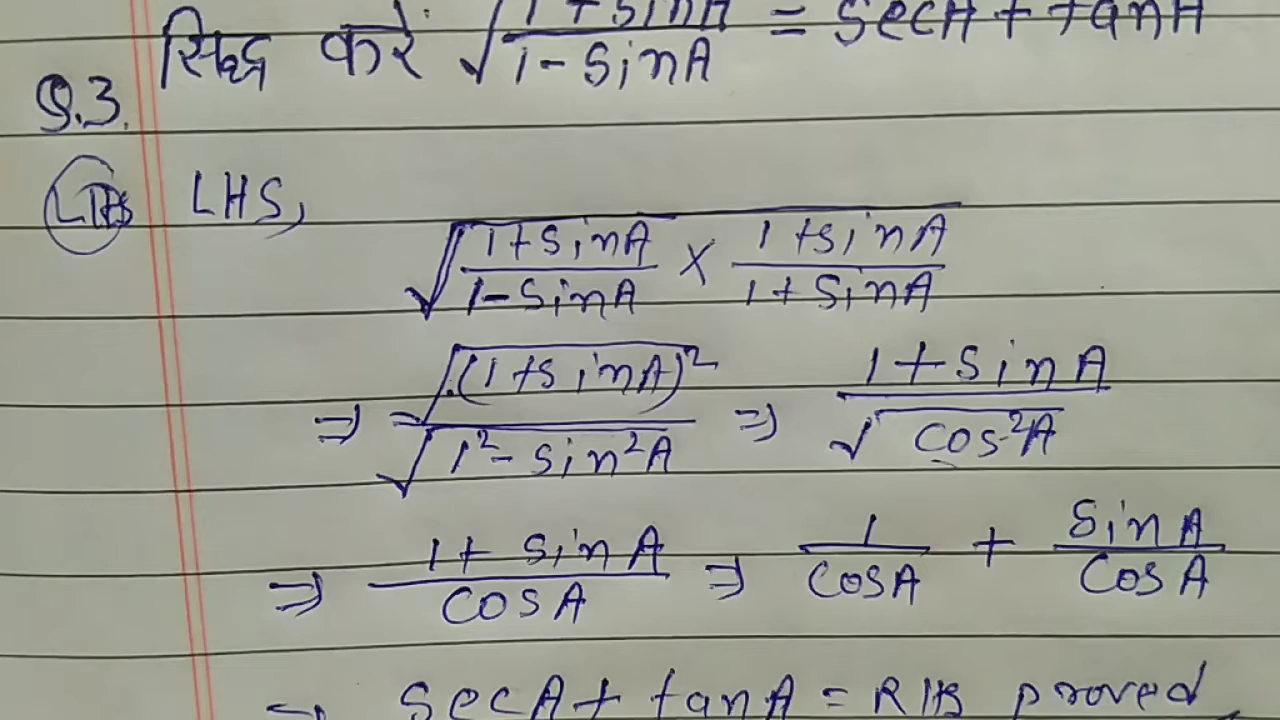 सिद्ध करें √(1+sinA / 1-sinA) = secA + tanA
Q.3.
LHS LHS,
√(1+sinA / 1-sinA × 1+sinA / 1+sinA)
⇒ √(1+sinA)² / √1²-sin²A ⇒ 1+sinA / √cos²A
⇒ 1+sinA / cosA ⇒ 1 / cosA + sinA / cosA
⇒ secA + tanA = RHS proved